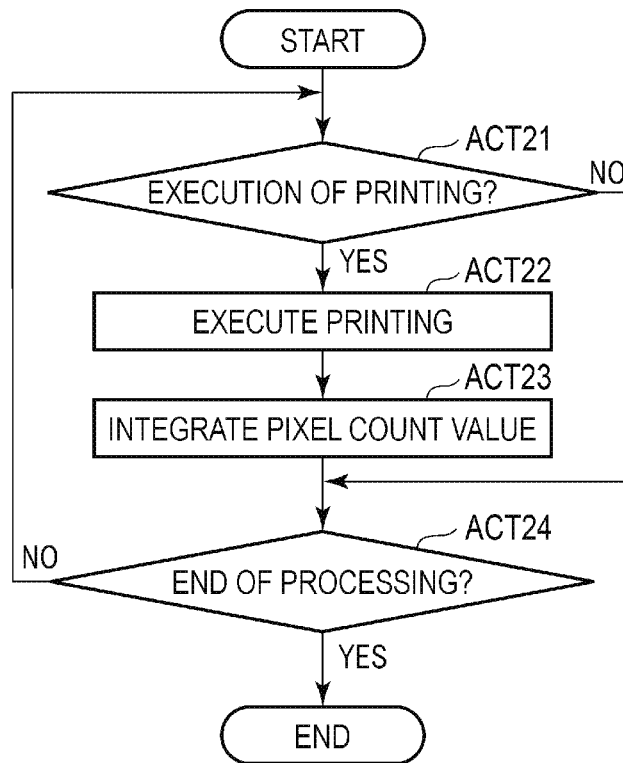 START
ACT21
EXECUTION OF PRINTING?
NO
YES
ACT22
EXECUTE PRINTING
ACT23
INTEGRATE PIXEL COUNT VALUE
ACT24
NO
END OF PROCESSING?
YES
END